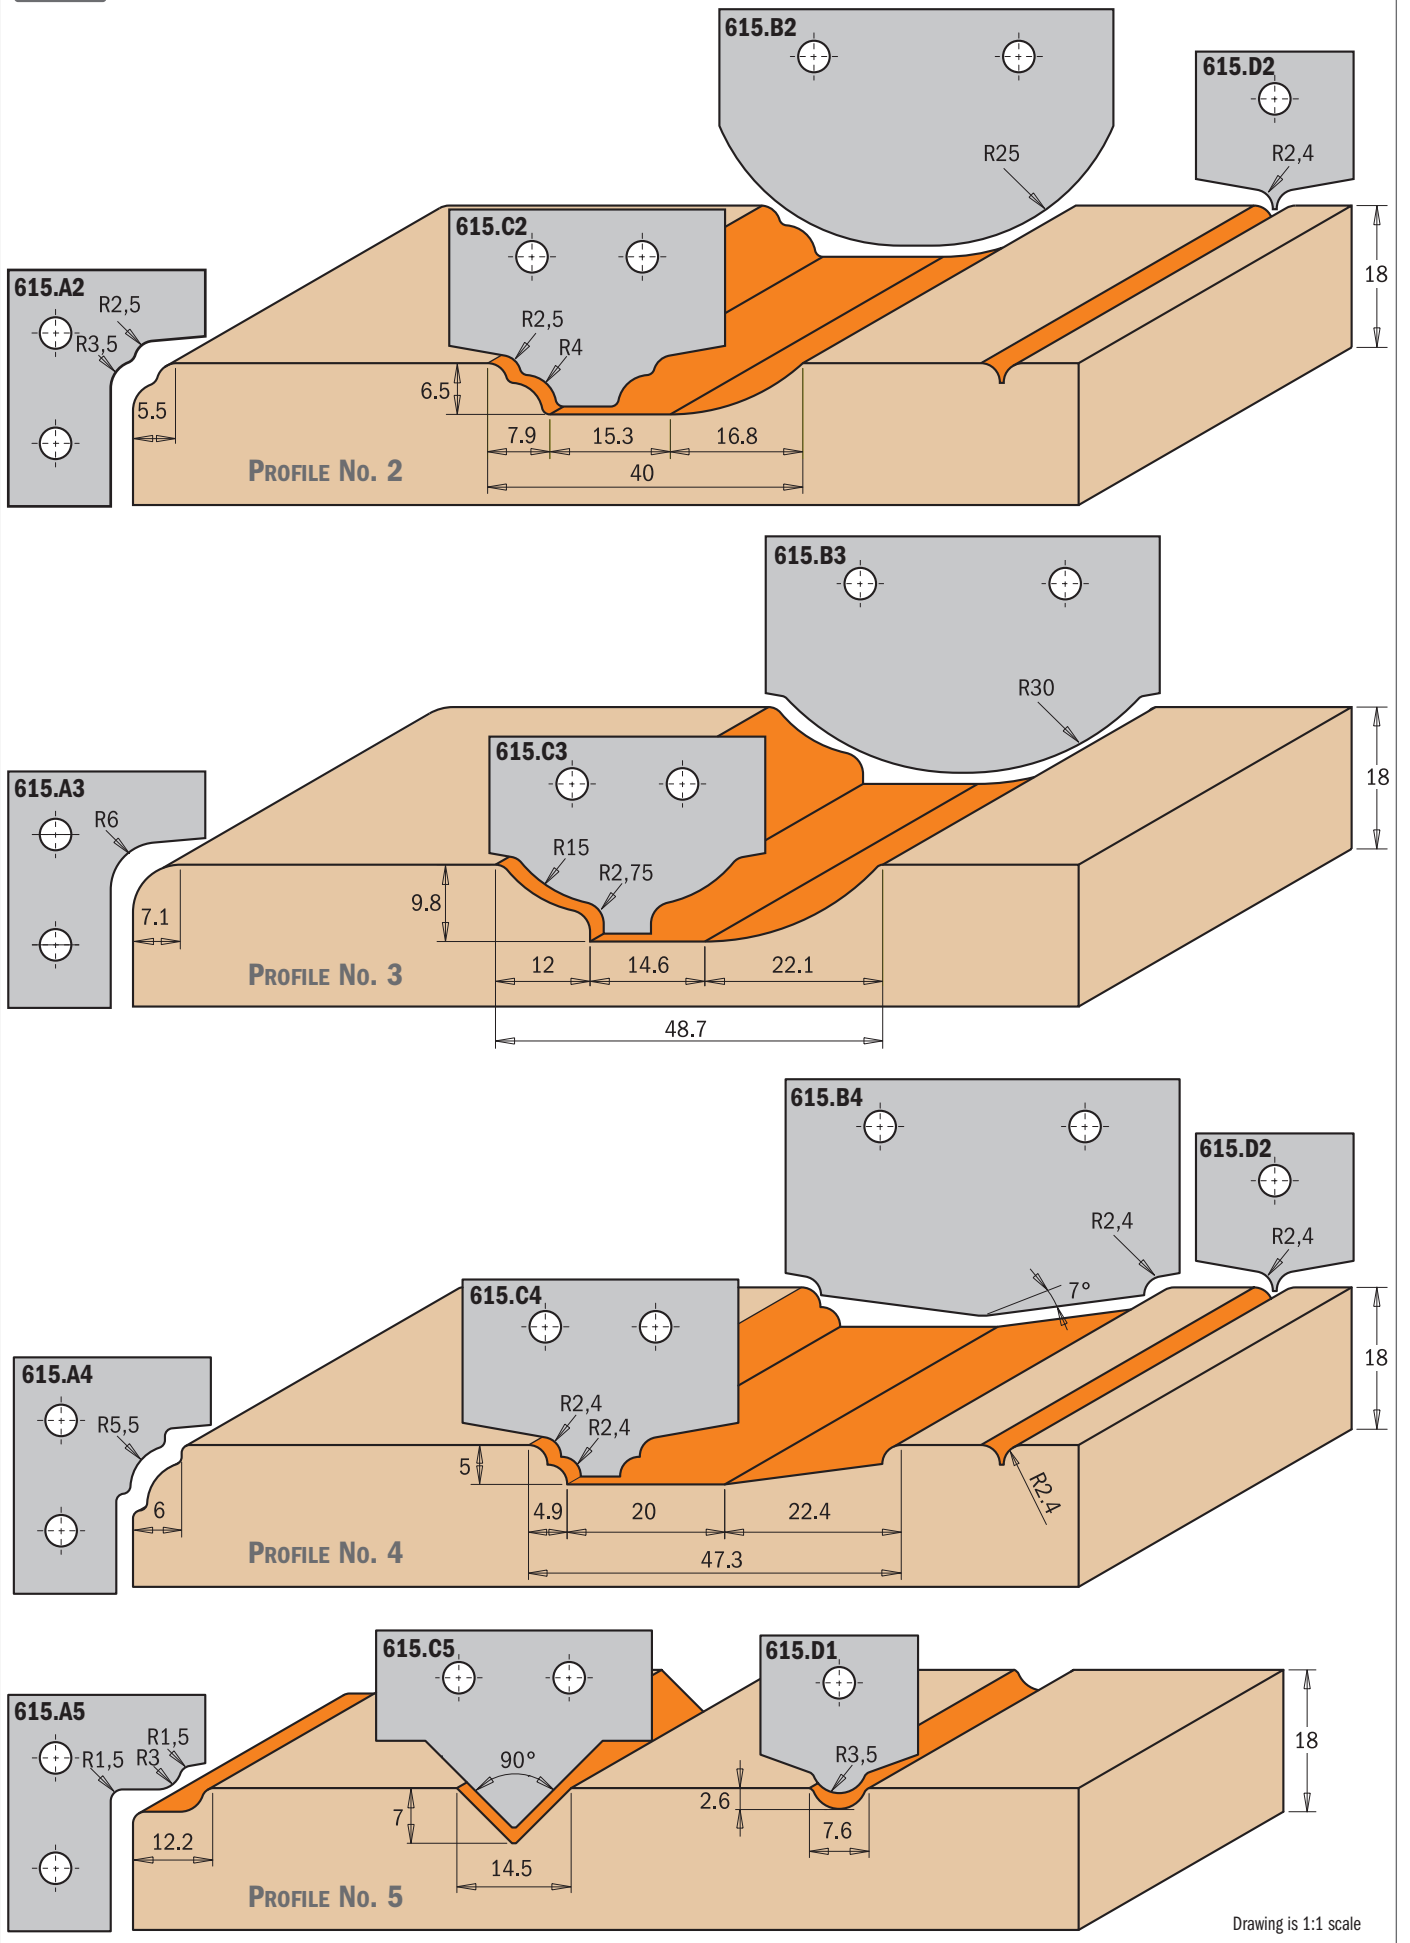 615.B2
615.D2
R25
R2,4
615.C2
18
615.A2
R2,5
R3,5
R2,5
R4
6.5
5.5
7.9
15.3
16.8
40
Profile No. 2
615.B3
R30
615.C3
18
615.A3
R6
R15
R2,75
9.8
7.1
12
14.6
22.1
Profile No. 3
48.7
615.B4
615.D2
R2,4
R2,4
7°
615.C4
18
615.A4
R5,5
R2,4
R2,4
5
R2.4
6
4.9
20
22.4
47.3
Profile No. 4
615.C5
615.D1
615.A5
R1,5
R1,5
R3
90°
R3,5
18
7
2.6
12.2
7.6
14.5
Profile No. 5
Drawing is 1:1 scale